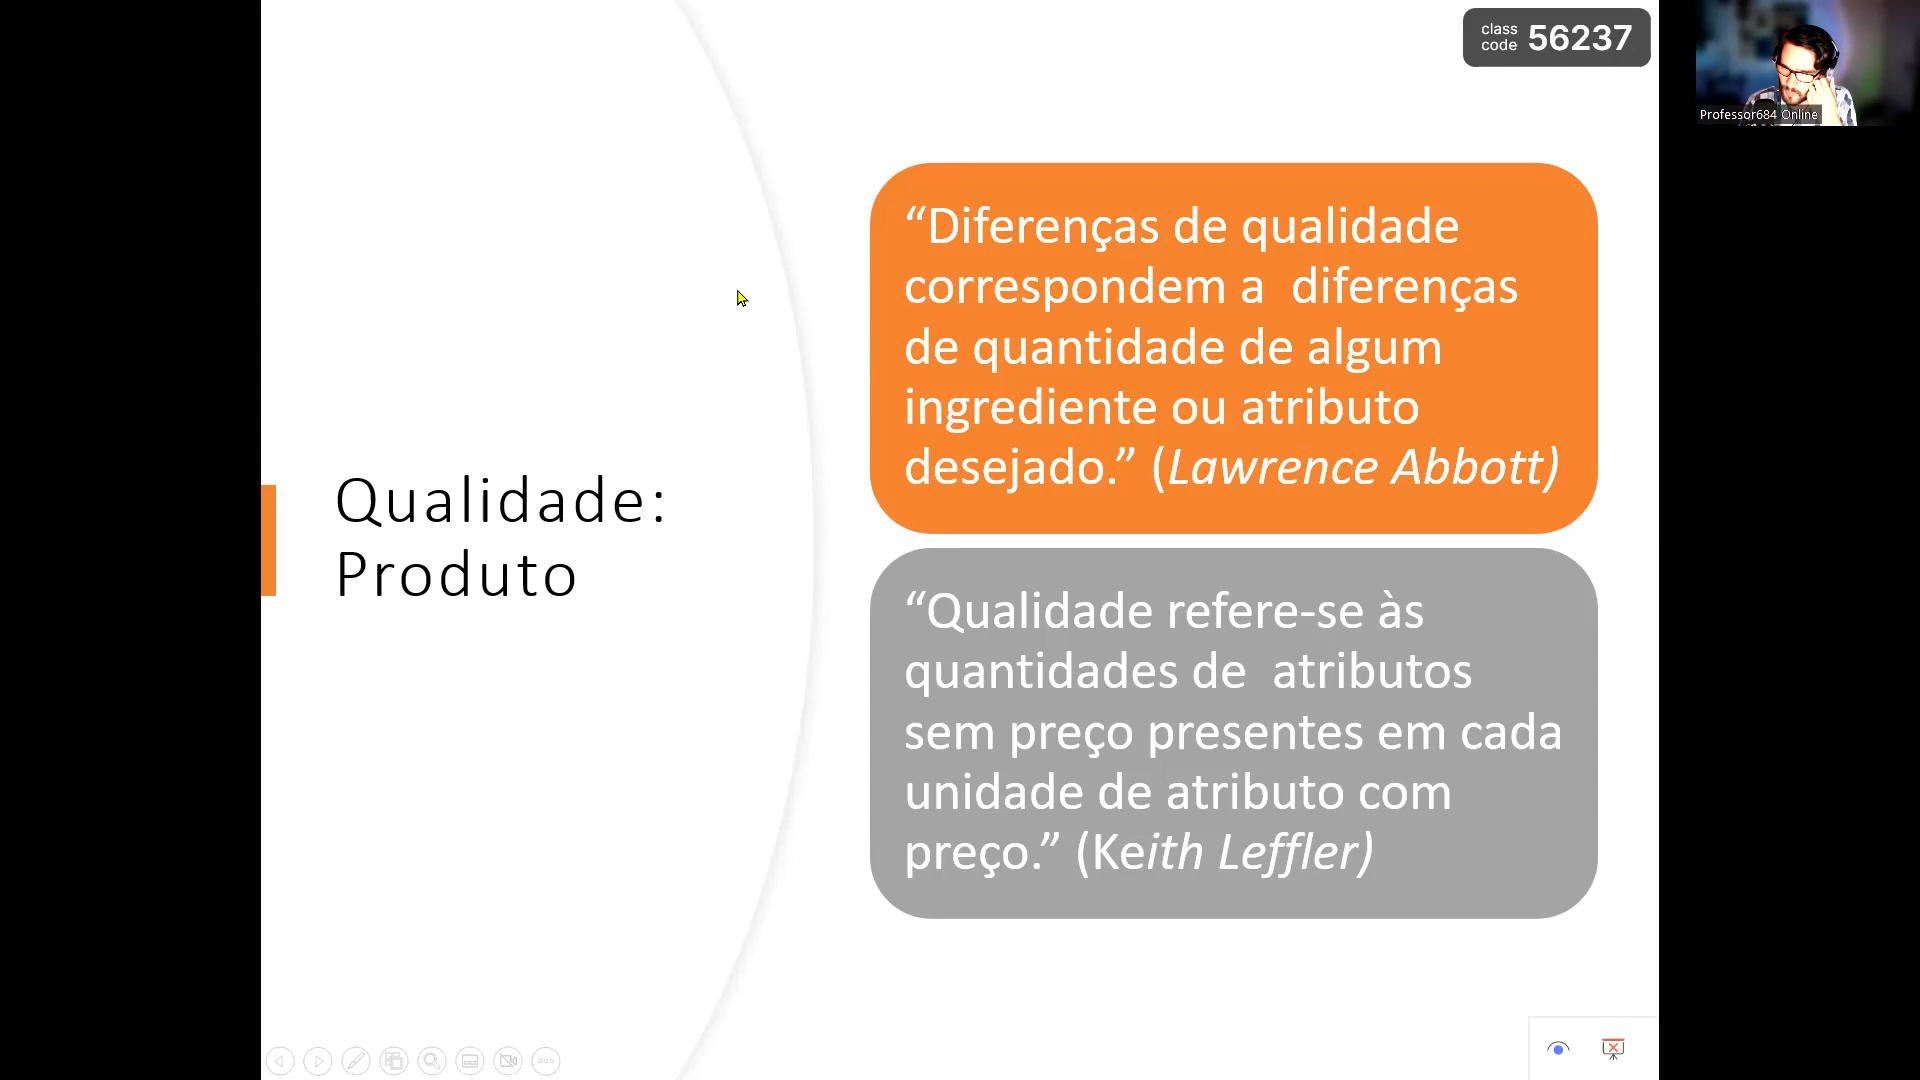 class
code 56237
Professor684 Online
“Diferenças de qualidade
correspondem a  diferenças
de quantidade de algum
ingrediente ou atributo
desejado.” (Lawrence Abbott)
Qualidade:
Produto
“Qualidade refere-se às
quantidades de  atributos
sem preço presentes em cada
unidade de atributo com
preço.” (Keith Leffler)